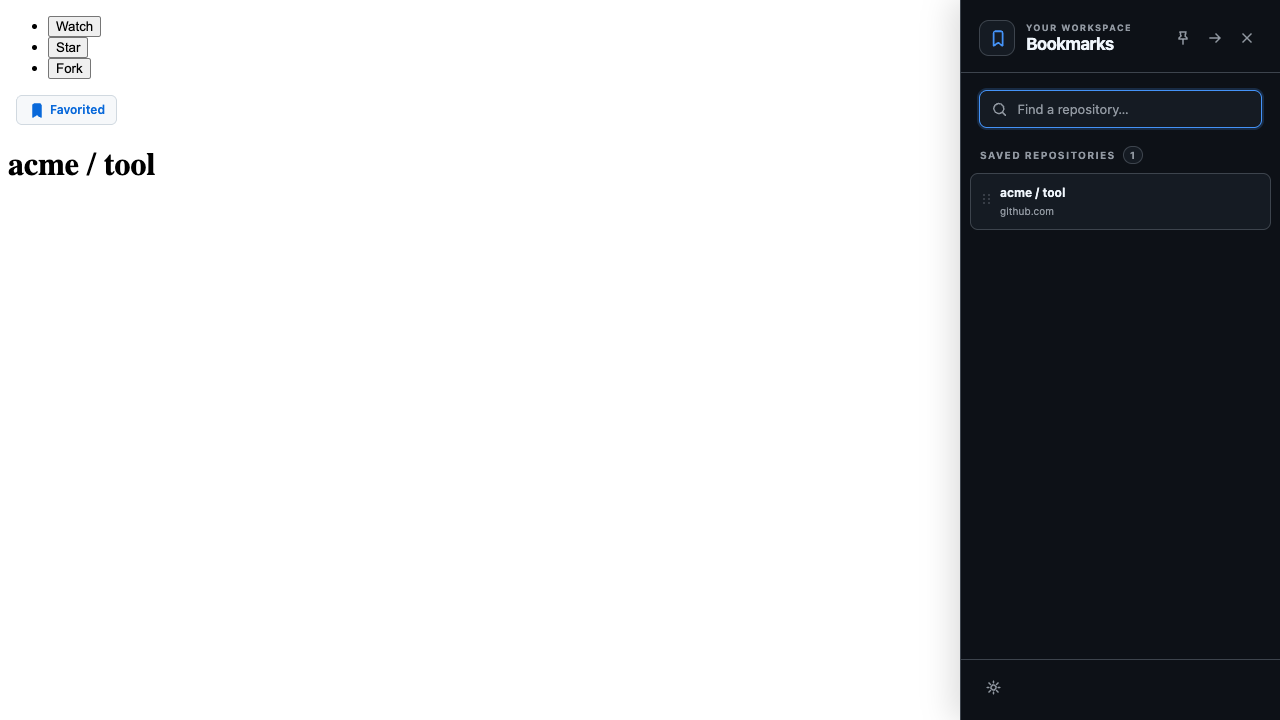 Watch
Star
Fork
Favorited
acme / tool
YOUR WORKSPACE
Bookmarks
Find a repository...
SAVED REPOSITORIES 1
acme / tool
github.com